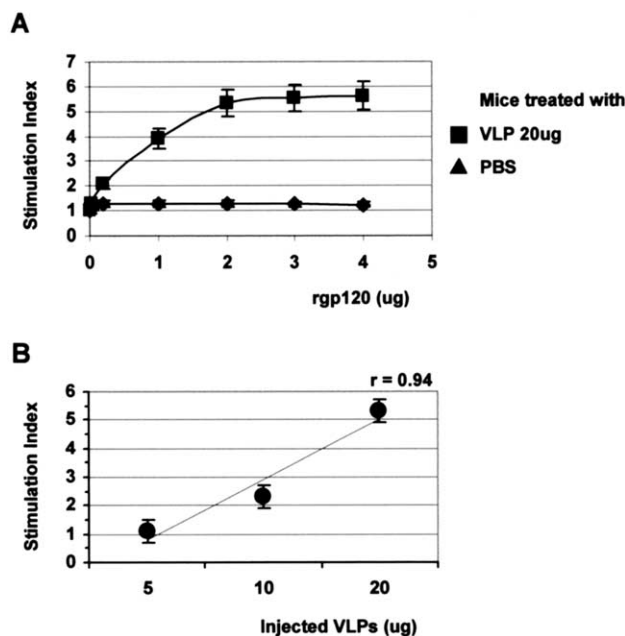 A
7
6
5
4
3
2
1
0
Stimulation Index
0 1 2 3 4 5
rgp120 (ug)
Mice treated with
VLP 20ug
PBS
B
r = 0.94
6
5
4
3
2
1
0
Stimulation Index
5 10 20
Injected VLPs (ug)